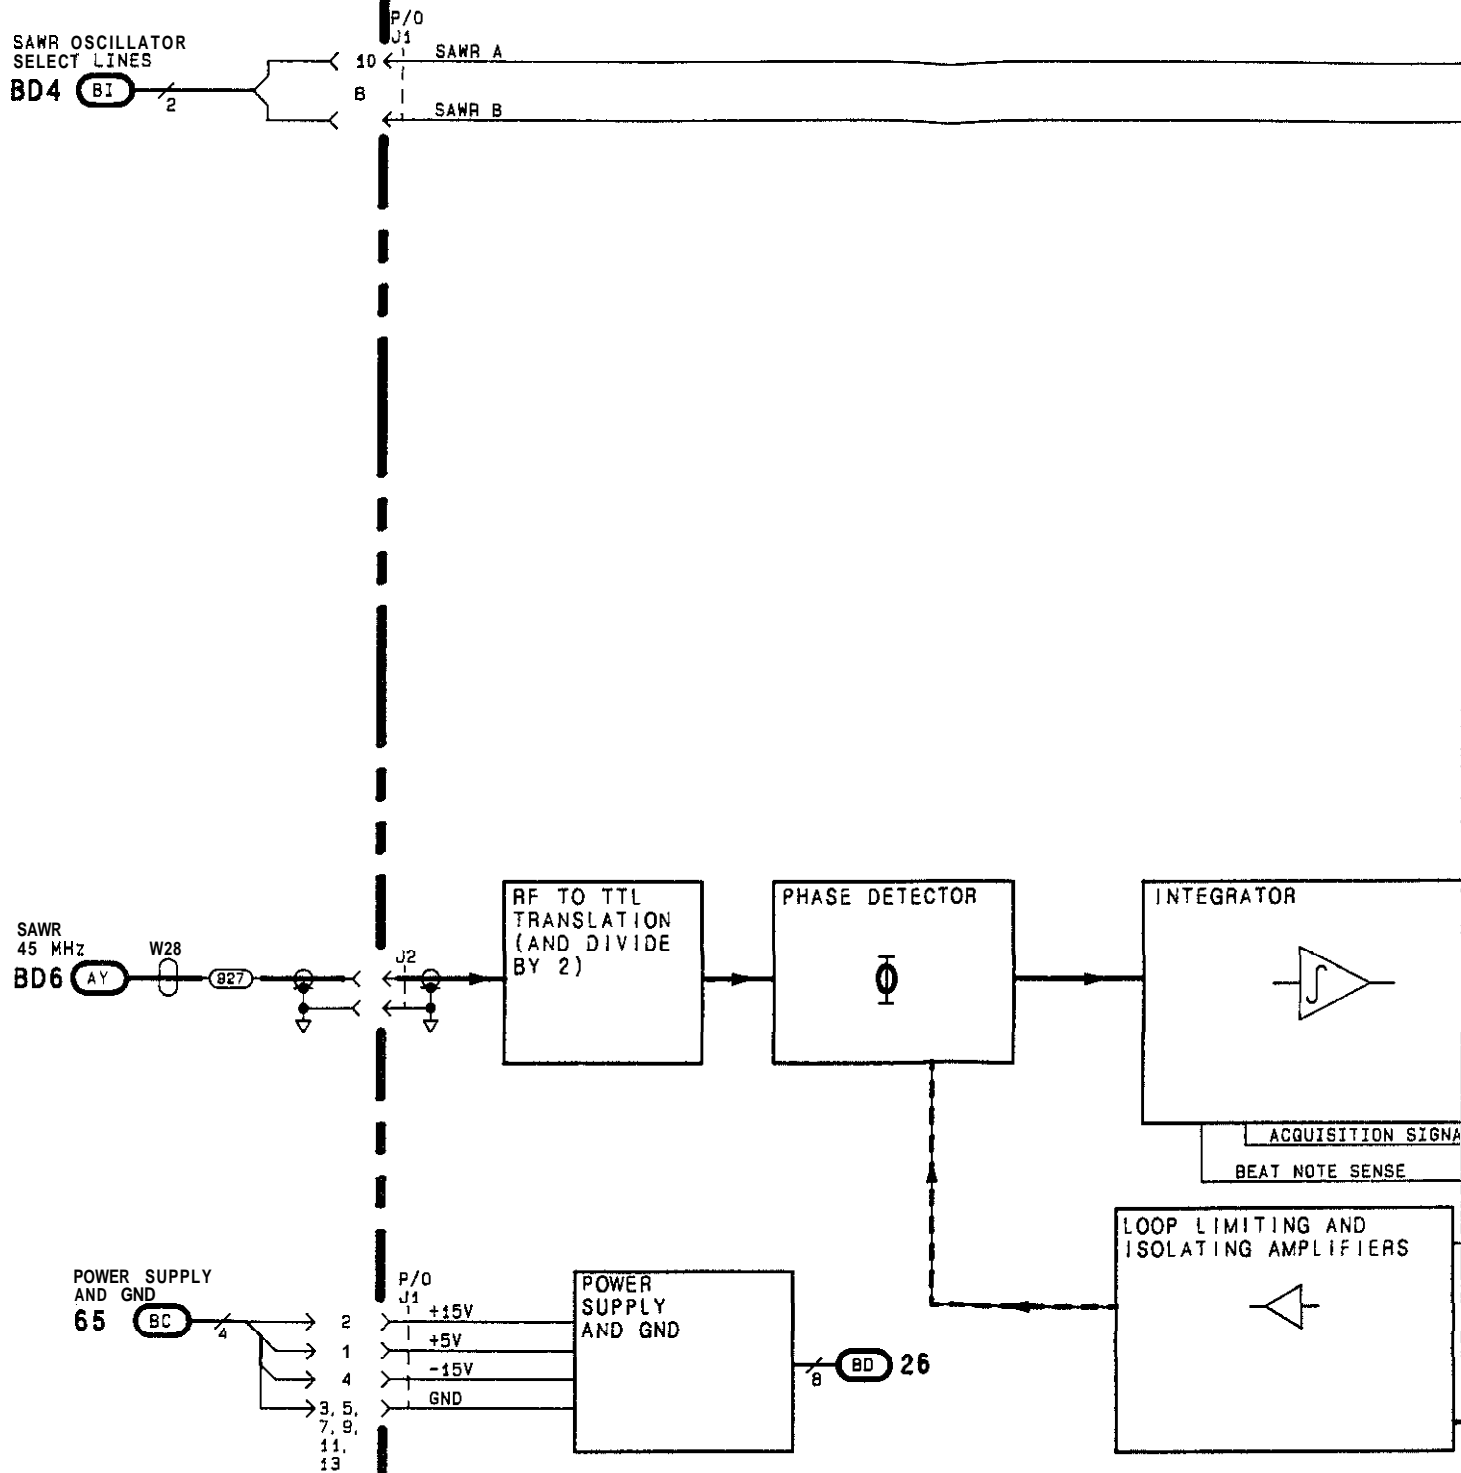 P/O
J1
SAWR OSCILLATOR
SELECT LINES
BD4 BI
2
10
SAWR A
8
SAWR B
SAWR
45 MHz
BD6 AY
W28
827
J2
RF TO TTL
TRANSLATION
(AND DIVIDE
BY 2)
PHASE DETECTOR
Φ
INTEGRATOR
∫
ACQUISITION SIGNA
BEAT NOTE SENSE
LOOP LIMITING AND
ISOLATING AMPLIFIERS
POWER SUPPLY
AND GND
65 BC
4
P/O
J1
2 +15V
1 +5V
4 -15V
3, 5, GND
7, 9,
11,
13
POWER
SUPPLY
AND GND
8
BD 26